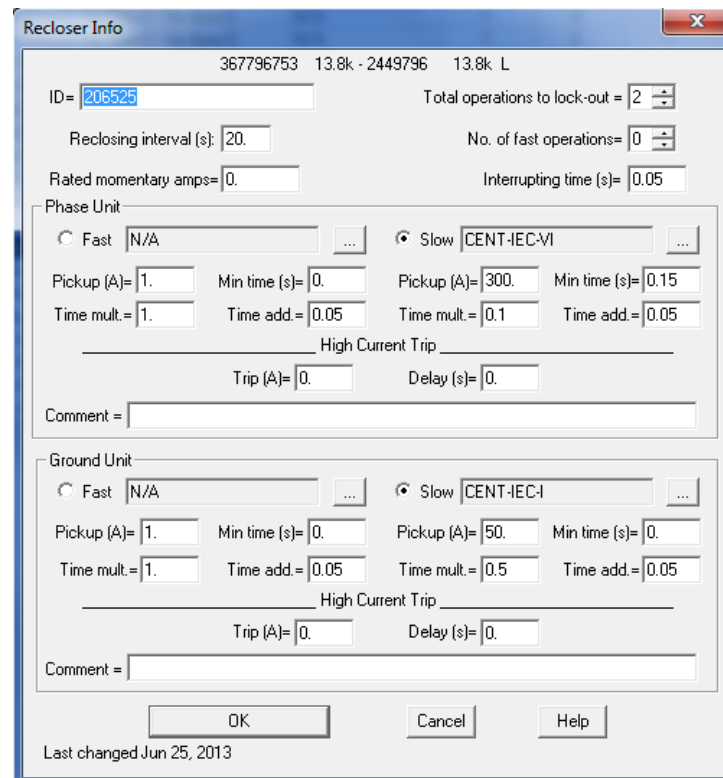 Recloser Info
367796753 13.8k - 2449796 13.8k L
ID= 206525 Total operations to lock-out = 2
Reclosing interval (s): 20. No. of fast operations= 0
Rated momentary amps= 0. Interrupting time (s)= 0.05
Phase Unit
Fast N/A ... Slow CENT-IEC-VI ...
Pickup (A)= 1. Min time (s)= 0. Pickup (A)= 300. Min time (s)= 0.15
Time mult.= 1. Time add.= 0.05 Time mult.= 0.1 Time add.= 0.05
High Current Trip
Trip (A)= 0. Delay (s)= 0.
Comment =
Ground Unit
Fast N/A ... Slow CENT-IEC-I ...
Pickup (A)= 1. Min time (s)= 0. Pickup (A)= 50. Min time (s)= 0.
Time mult.= 1. Time add.= 0.05 Time mult.= 0.5 Time add.= 0.05
High Current Trip
Trip (A)= 0. Delay (s)= 0.
Comment =
OK Cancel Help
Last changed Jun 25, 2013